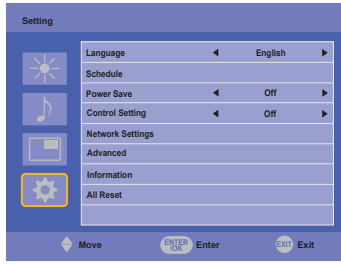 Setting
Language English
Schedule
Power Save Off
Control Setting Off
Network Settings
Advanced
Information
All Reset
Move ENTER /OK Enter EXIT Exit